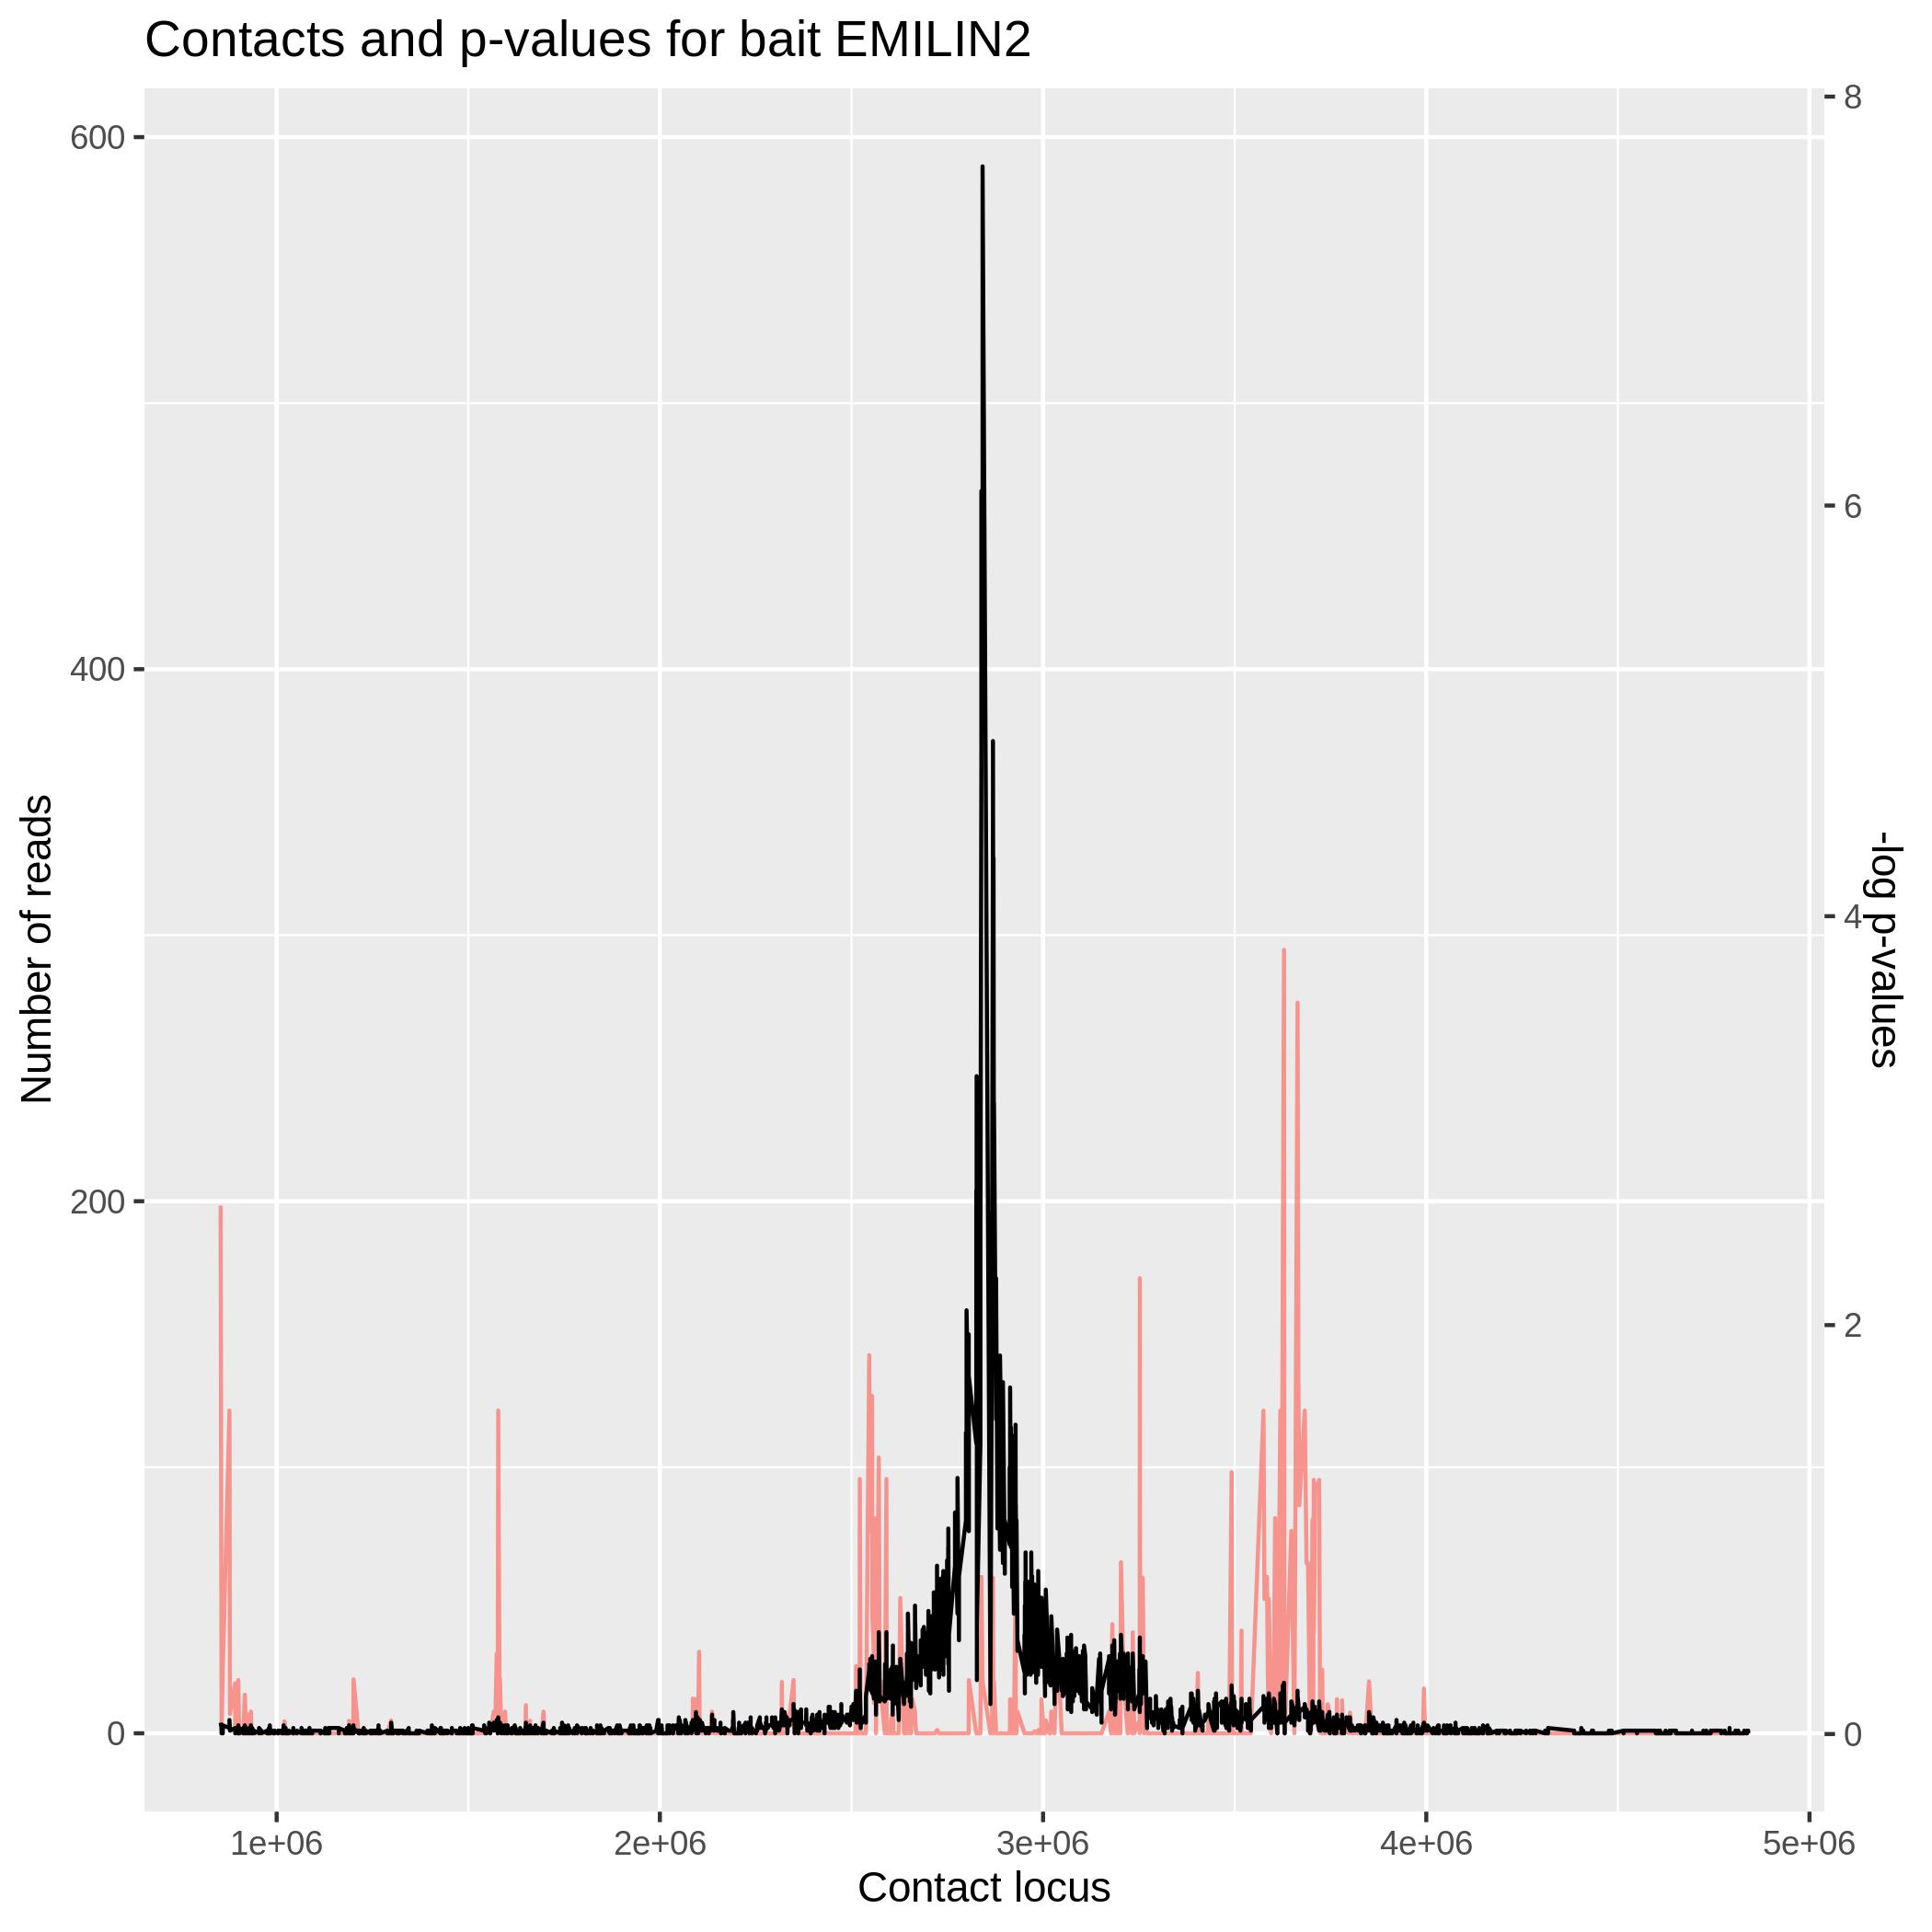 Contacts and p-values for bait EMILIN2
600
400
200
0
8
6
4
2
0
Number of reads
-log p-values
1e+06
2e+06
3e+06
4e+06
5e+06
Contact locus